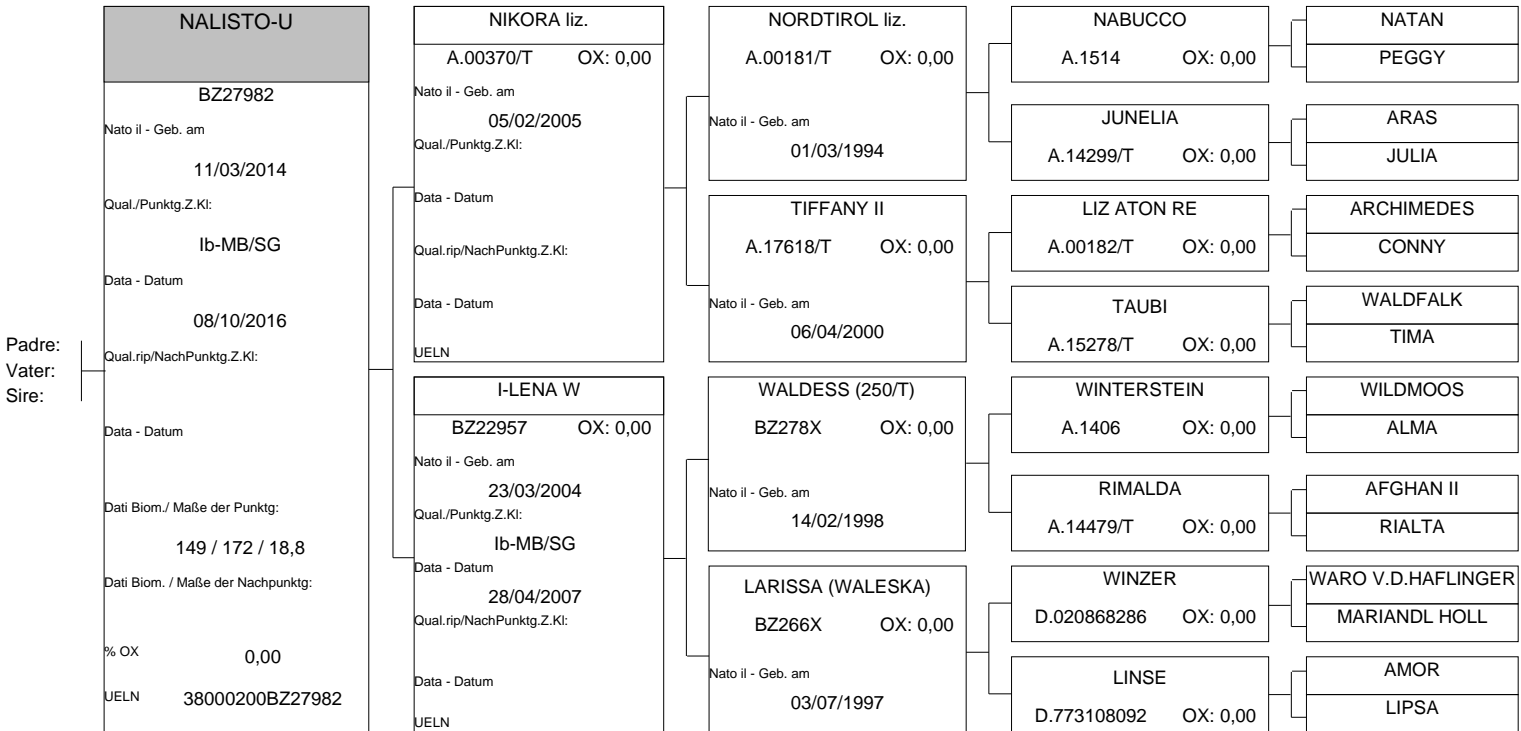 Padre:
Vater:
Sire:
NALISTO-U
BZ27982
Nato il - Geb. am
11/03/2014
Qual./Punktg.Z.Kl:
Ib-MB/SG
Data - Datum
08/10/2016
Qual.rip/NachPunktg.Z.Kl:
Data - Datum
Dati Biom./ Maße der Punktg:
149 / 172 / 18,8
Dati Biom. / Maße der Nachpunktg:
% OX 0,00
UELN 38000200BZ27982
NIKORA liz.
A.00370/T OX: 0,00
Nato il - Geb. am
05/02/2005
Qual./Punktg.Z.Kl:
Data - Datum
Qual.rip/NachPunktg.Z.Kl:
Data - Datum
UELN
I-LENA W
BZ22957 OX: 0,00
Nato il - Geb. am
23/03/2004
Qual./Punktg.Z.Kl:
Ib-MB/SG
Data - Datum
28/04/2007
Qual.rip/NachPunktg.Z.Kl:
Data - Datum
UELN
NORDTIROL liz.
A.00181/T OX: 0,00
Nato il - Geb. am
01/03/1994
TIFFANY II
A.17618/T OX: 0,00
Nato il - Geb. am
06/04/2000
WALDESS (250/T)
BZ278X OX: 0,00
Nato il - Geb. am
14/02/1998
LARISSA (WALESKA)
BZ266X OX: 0,00
Nato il - Geb. am
03/07/1997
NABUCCO
A.1514 OX: 0,00
JUNELIA
A.14299/T OX: 0,00
LIZ ATON RE
A.00182/T OX: 0,00
TAUBI
A.15278/T OX: 0,00
WINTERSTEIN
A.1406 OX: 0,00
RIMALDA
A.14479/T OX: 0,00
WINZER
D.020868286 OX: 0,00
LINSE
D.773108092 OX: 0,00
NATAN
PEGGY
ARAS
JULIA
ARCHIMEDES
CONNY
WALDFALK
TIMA
WILDMOOS
ALMA
AFGHAN II
RIALTA
WARO V.D.HAFLINGER
MARIANDL HOLL
AMOR
LIPSA